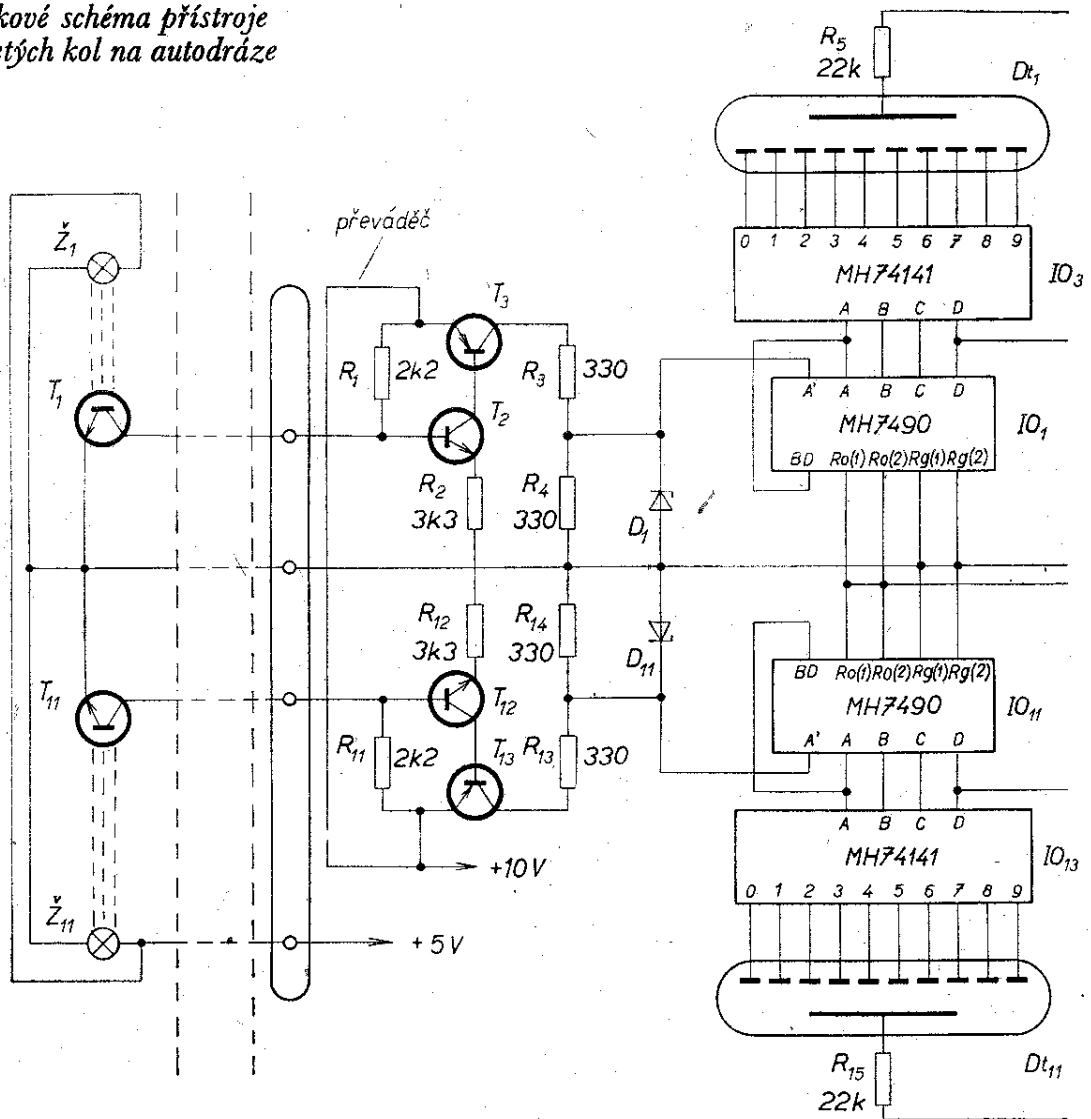 schéma přístroje
kol na autodráze
R5
22k
Dt1
převáděč
Ž1
0 1 2 3 4 5 6 7 8 9
MH74141
IO3
A B C D
T3
R1
2k2
R3
330
T1
T2
A' A B C D
MH7490
IO1
BD Ro(1) Ro(2) Rg(1) Rg(2)
R2
3k3
R4
330
D1
R12
3k3
R14
330
D11
BD Ro(1) Ro(2) Rg(1) Rg(2)
MH7490
IO11
A' A B C D
T11
T12
R11
2k2
T13
R13
330
A B C D
MH74141
IO13
0 1 2 3 4 5 6 7 8 9
+10V
Ž11
+5V
R15
22k
Dt11